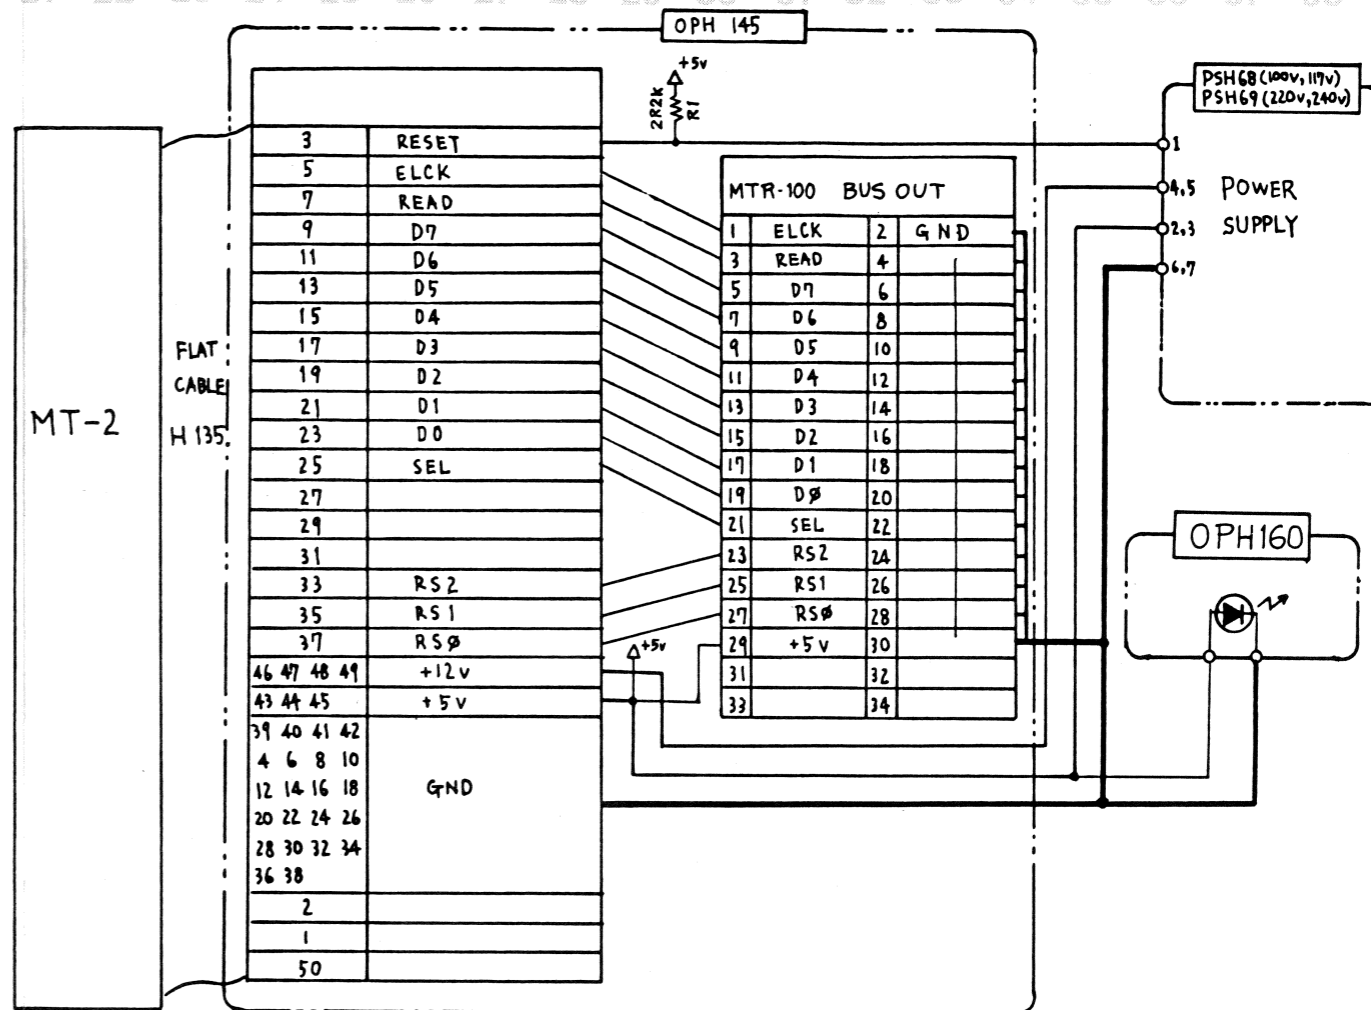 OPH 145
+5v
2R2K
R1
PSH68 (100v, 117v)
PSH69 (220v, 240v)
3 RESET
5 ELCK
7 READ
9 D7
11 D6
13 D5
15 D4
17 D3
19 D2
21 D1
23 D0
25 SEL
27
29
31
33 RS2
35 RS1
37 RSØ
46 47 48 49 +12v
43 44 45 +5v
39 40 41 42
4 6 8 10
12 14 16 18 GND
20 22 24 26
28 30 32 34
36 38
2
1
50
MT-2
FLAT
CABLE
H 135
MTR-100 BUS OUT
1 ELCK 2 GND
3 READ 4
5 D7 6
7 D6 8
9 D5 10
11 D4 12
13 D3 14
15 D2 16
17 D1 18
19 DØ 20
21 SEL 22
23 RS2 24
25 RS1 26
27 RSØ 28
29 +5v 30
31 32
33 34
+5v
1
4,5 POWER
2,3 SUPPLY
6,7
OPH160